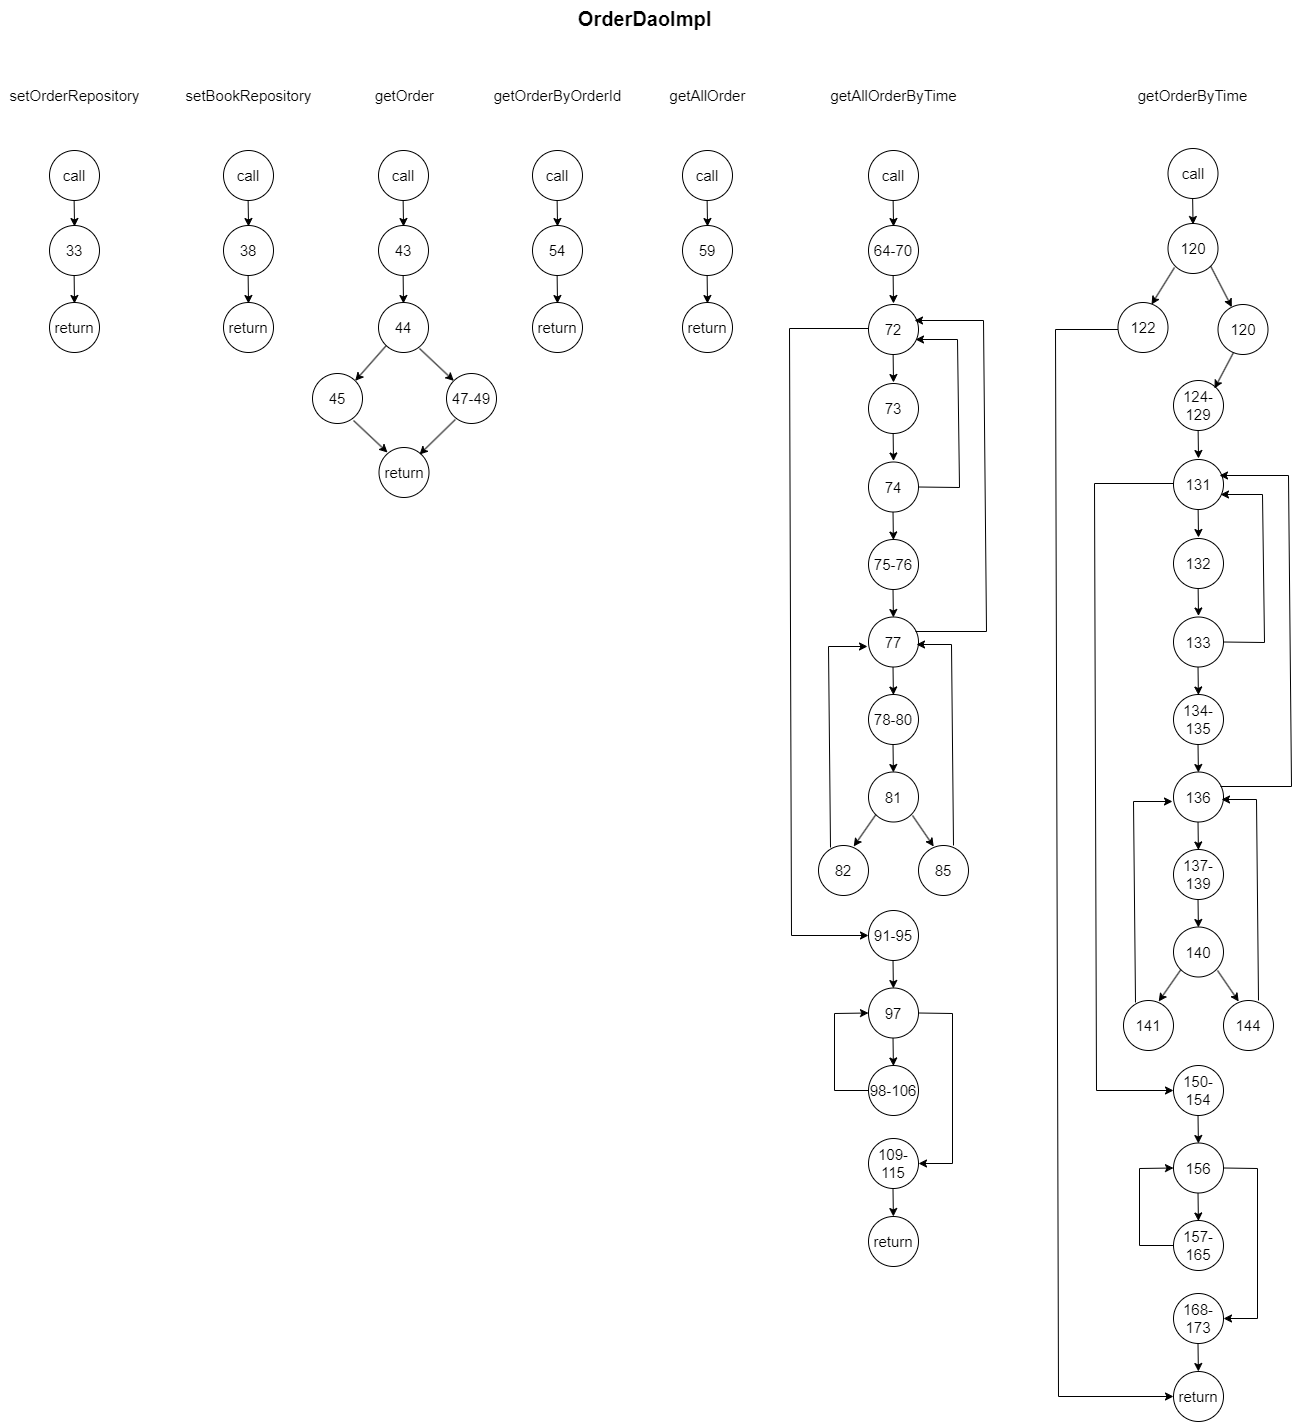 OrderDaoImpl
setOrderRepository
call
33
return
setBookRepository
call
38
return
getOrder
call
43
44
45
47-49
return
getOrderByOrderId
call
54
return
getAllOrder
call
59
return
getAllOrderByTime
call
64-70
72
73
74
75-76
77
78-80
81
82
85
91-95
97
98-106
109-
115
return
getOrderByTime
call
120
122
120
124-
129
131
132
133
134-
135
136
137-
139
140
141
144
150-
154
156
157-
165
168-
173
return